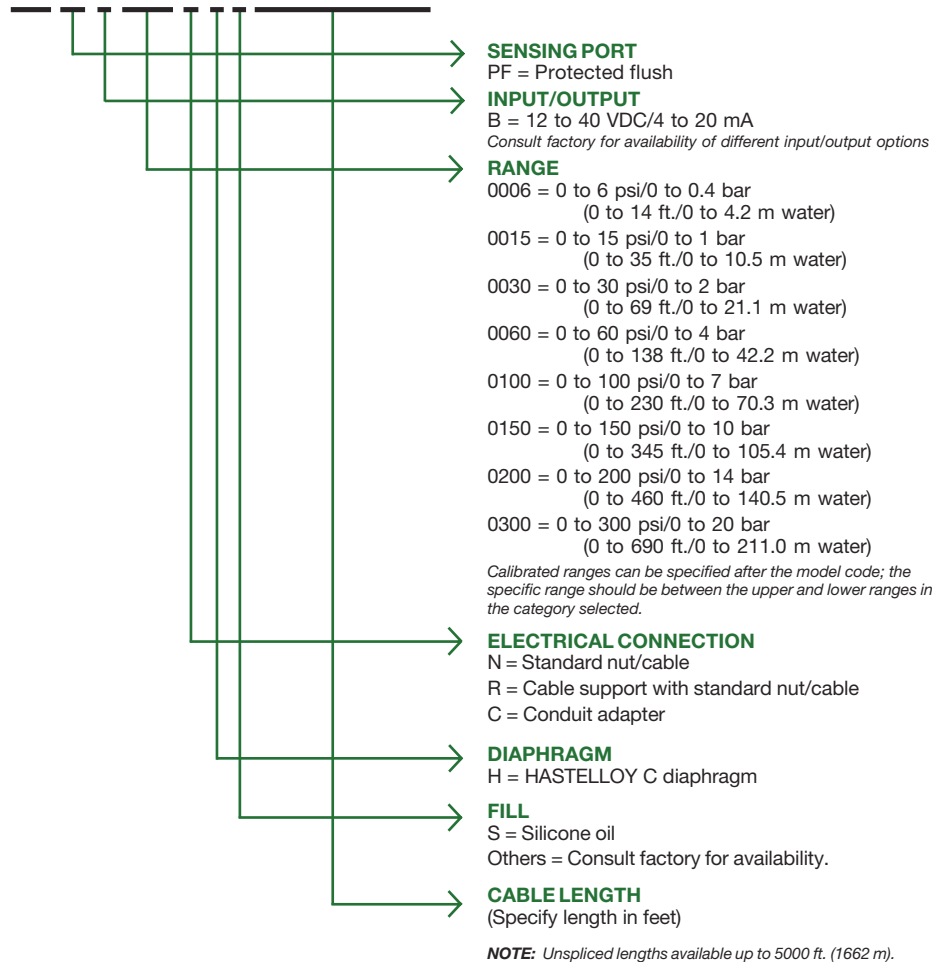 SENSING PORT
PF = Protected flush
INPUT/OUTPUT
B = 12 to 40 VDC/4 to 20 mA
Consult factory for availability of different input/output options
RANGE
0006 = 0 to 6 psi/0 to 0.4 bar
(0 to 14 ft./0 to 4.2 m water)
0015 = 0 to 15 psi/0 to 1 bar
(0 to 35 ft./0 to 10.5 m water)
0030 = 0 to 30 psi/0 to 2 bar
(0 to 69 ft./0 to 21.1 m water)
0060 = 0 to 60 psi/0 to 4 bar
(0 to 138 ft./0 to 42.2 m water)
0100 = 0 to 100 psi/0 to 7 bar
(0 to 230 ft./0 to 70.3 m water)
0150 = 0 to 150 psi/0 to 10 bar
(0 to 345 ft./0 to 105.4 m water)
0200 = 0 to 200 psi/0 to 14 bar
(0 to 460 ft./0 to 140.5 m water)
0300 = 0 to 300 psi/0 to 20 bar
(0 to 690 ft./0 to 211.0 m water)
Calibrated ranges can be specified after the model code; the
specific range should be between the upper and lower ranges in
the category selected.
ELECTRICAL CONNECTION
N = Standard nut/cable
R = Cable support with standard nut/cable
C = Conduit adapter
DIAPHRAGM
H = HASTELLOY C diaphragm
FILL
S = Silicone oil
Others = Consult factory for availability.
CABLE LENGTH
(Specify length in feet)
NOTE: Unspliced lengths available up to 5000 ft. (1662 m).